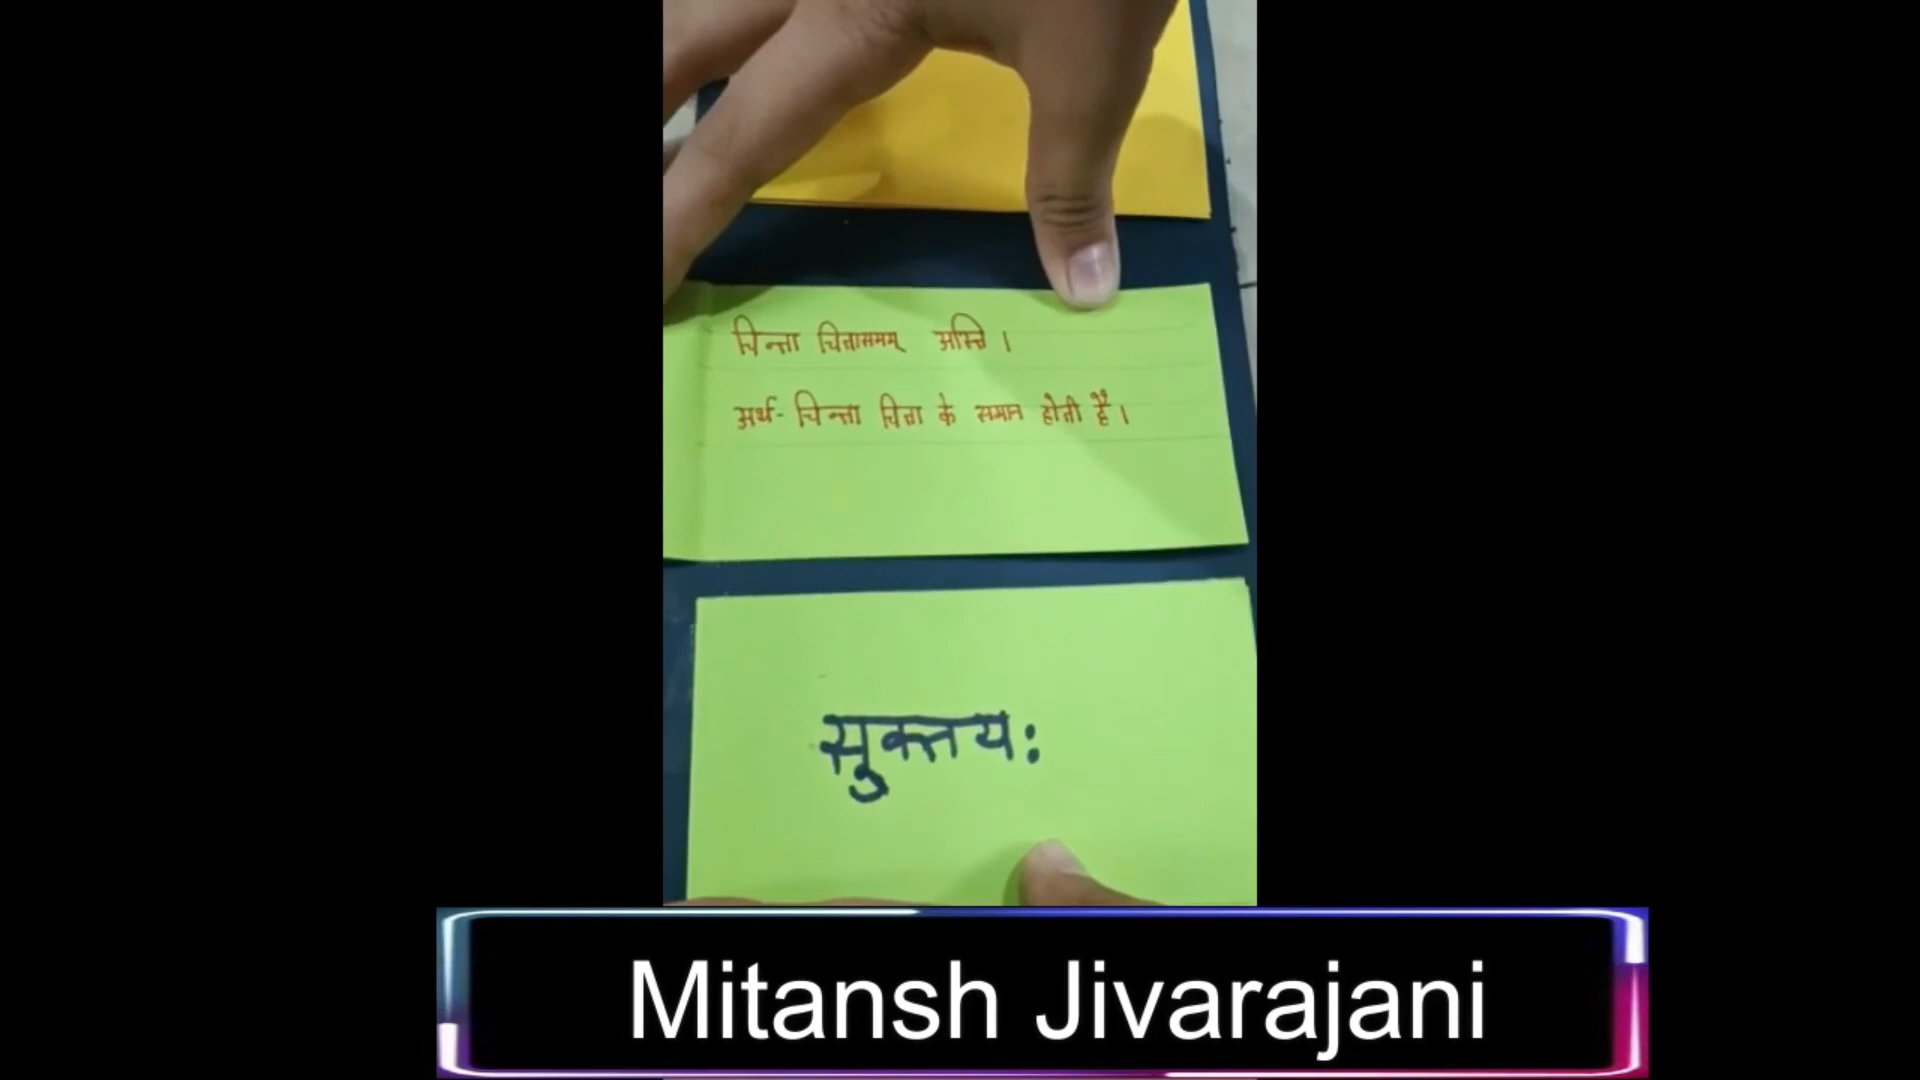 चिन्ता चितासमम् अस्ति ।
अर्थ- चिन्ता चिता के समान होती है ।
सुक्तयः
Mitansh Jivarajani